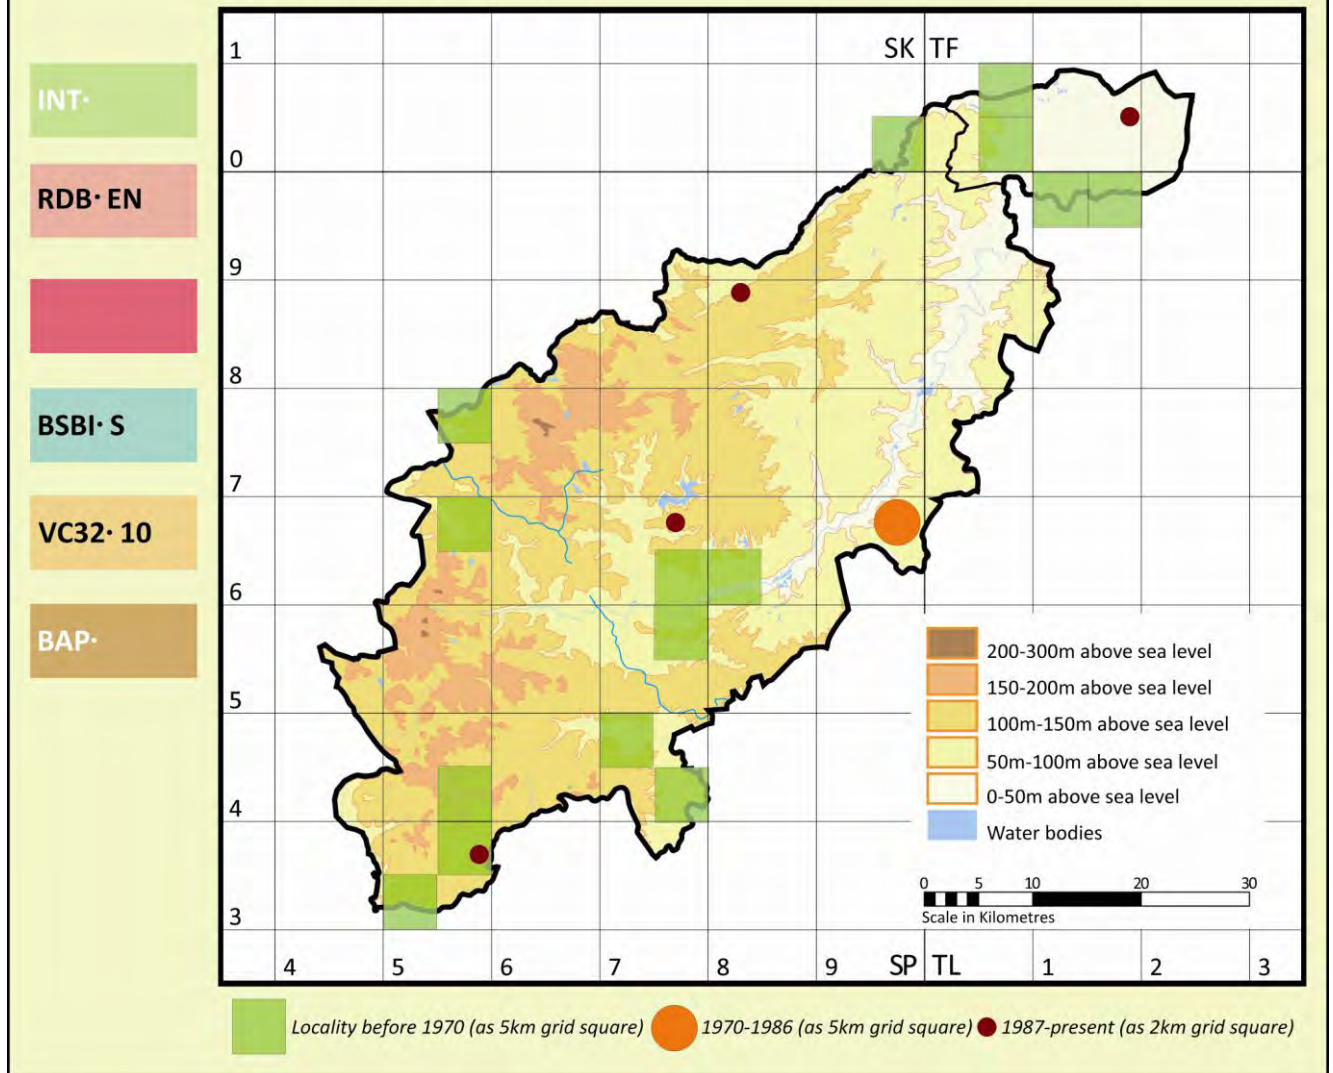 INT·
RDB· EN
BSBI· S
VC32· 10
BAP·
1
SK TF
0
9
8
7
6
5
4
3
4 5 6 7 8 9 SP TL 1 2 3
200-300m above sea level
150-200m above sea level
100m-150m above sea level
50m-100m above sea level
0-50m above sea level
Water bodies
0 5 10 20 30
Scale in Kilometres
Locality before 1970 (as 5km grid square) 1970-1986 (as 5km grid square) 1987-present (as 2km grid square)